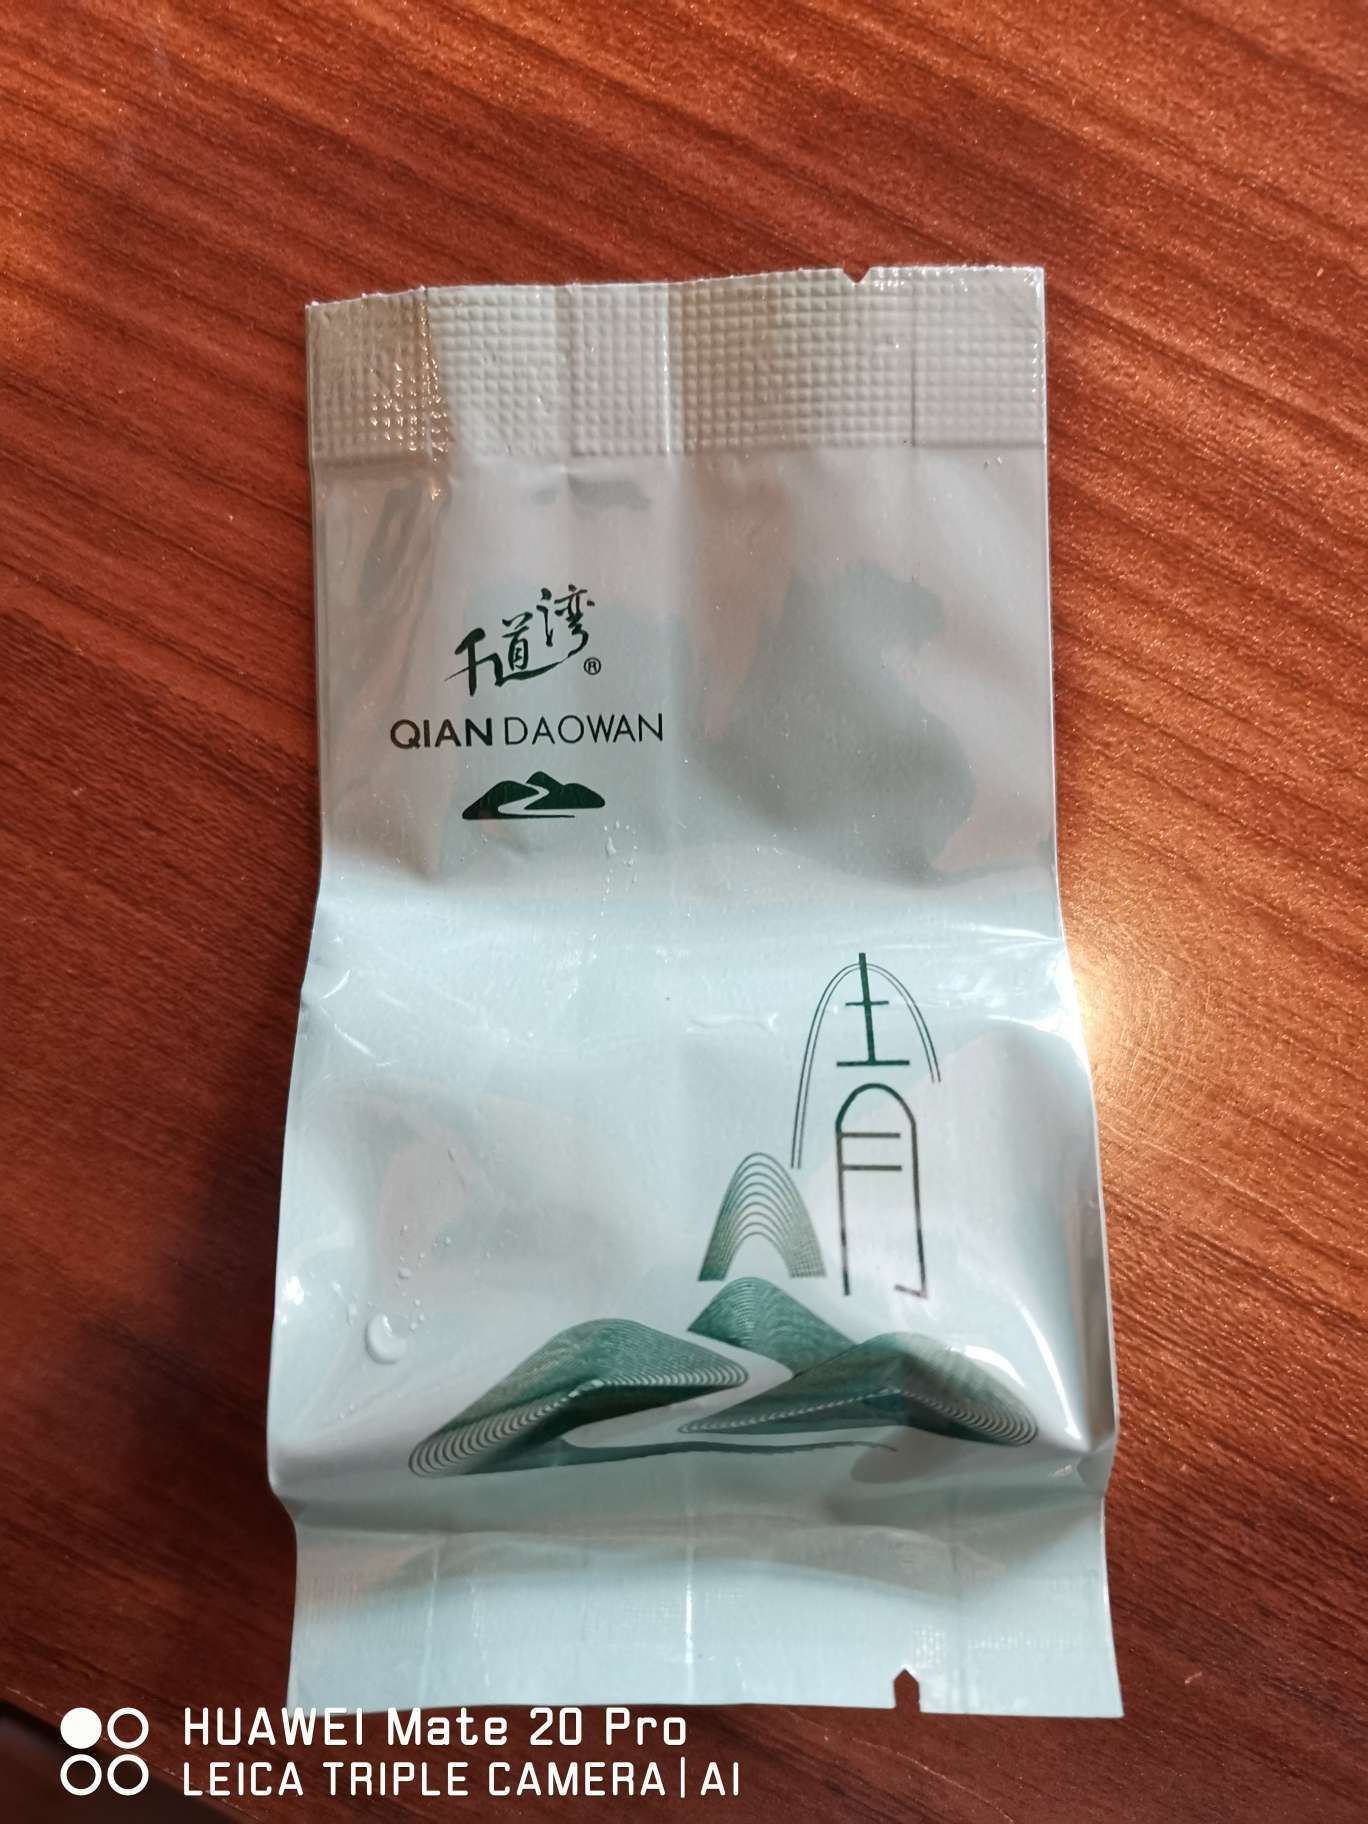 千道湾®
QIAN DAOWAN
青
HUAWEI Mate 20 Pro
LEICA TRIPLE CAMERA | AI